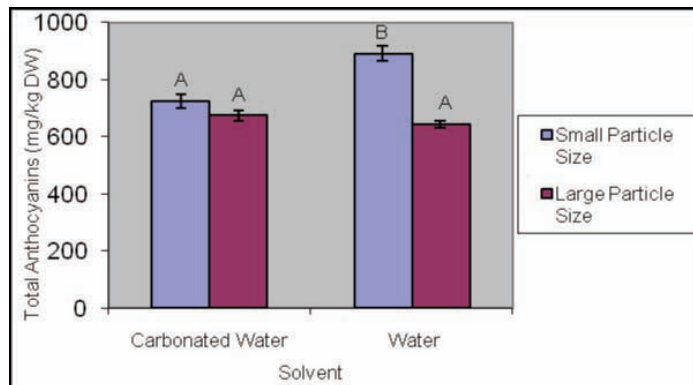 Total Anthocyanins (mg/kg DW)
1000
800
600
400
200
0
A
A
B
A
Carbonated Water
Water
Solvent
Small Particle
Size
Large Particle
Size